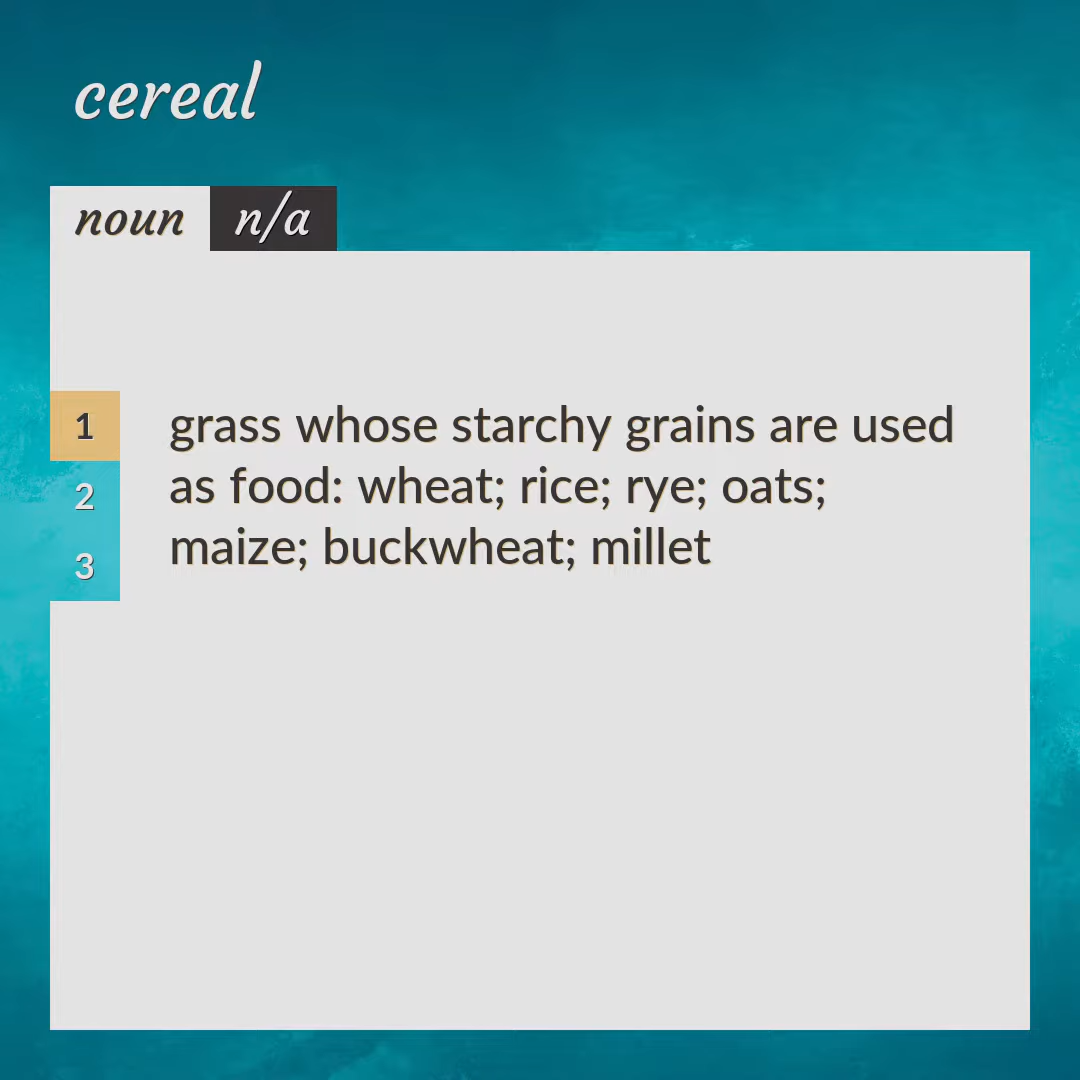 cereal
noun n/a
1 grass whose starchy grains are used
as food: wheat; rice; rye; oats;
maize; buckwheat; millet
2
3